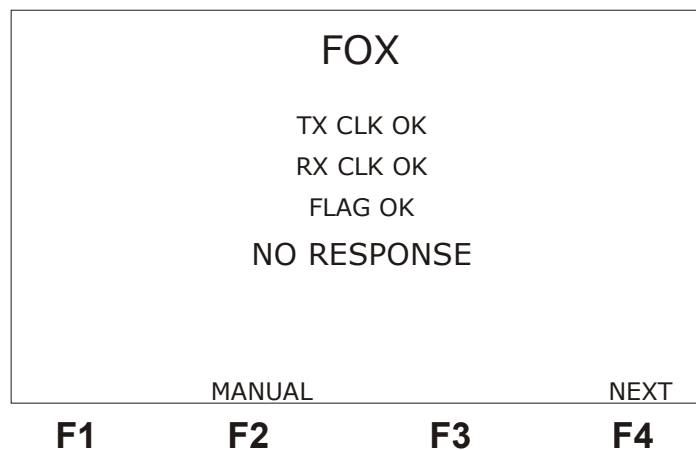 FOX
TX CLK OK
RX CLK OK
FLAG OK
NO RESPONSE
MANUAL NEXT
F1 F2 F3 F4